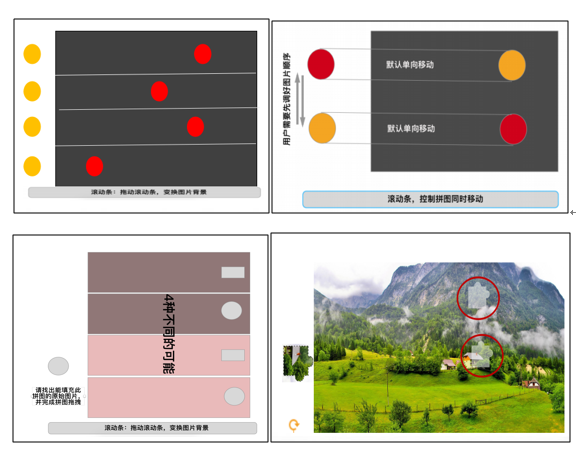 滚动条：拖动滚动条，变换图片背景
用户需要先调好图片顺序
默认单向移动
默认单向移动
滚动条，控制拼图同时移动
4种不同的可能
请找出能填充此
拼图的原始图片，
并完成拼图拖拽
滚动条：拖动滚动条，变换图片背景